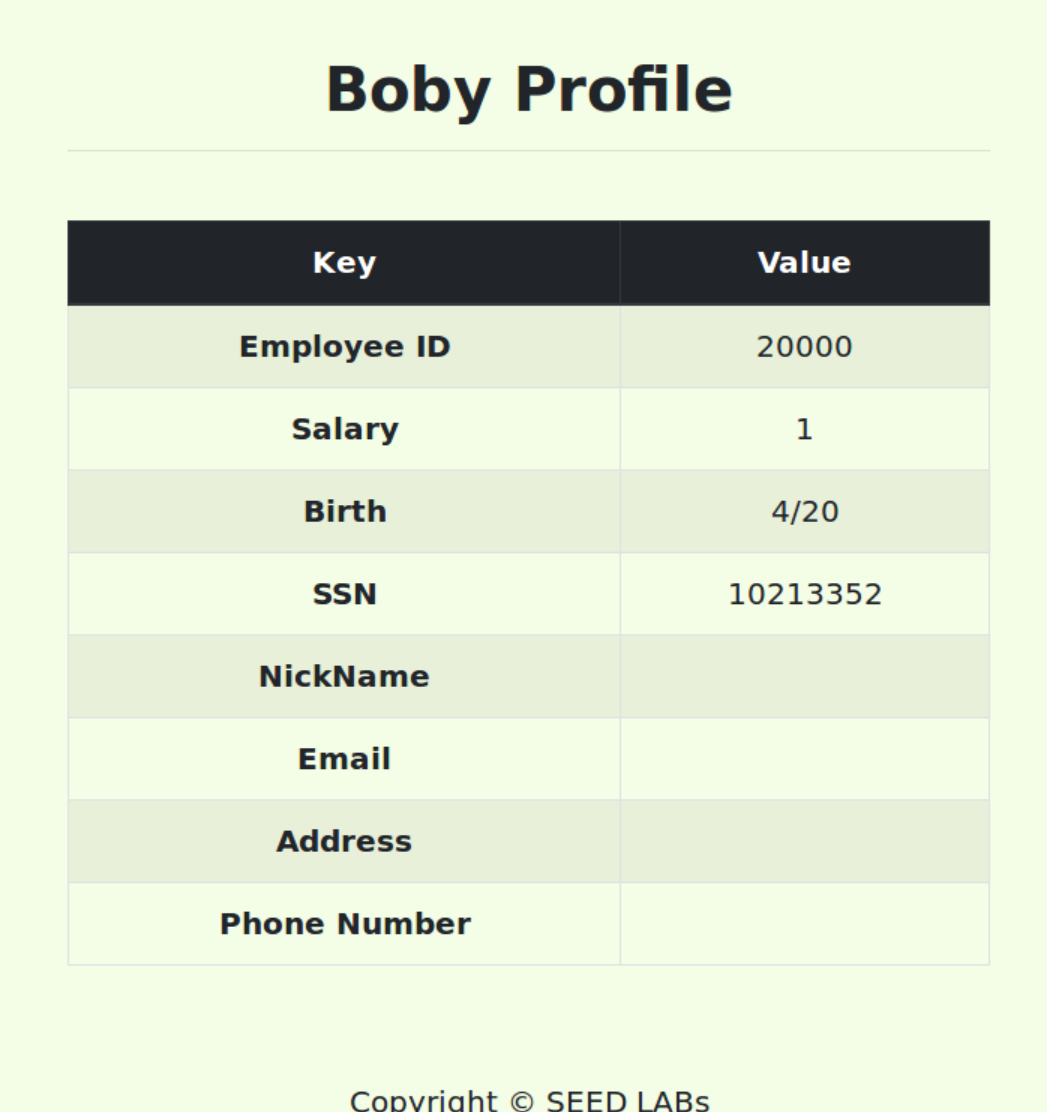 Boby Profile
Key Value
Employee ID 20000
Salary 1
Birth 4/20
SSN 10213352
NickName
Email
Address
Phone Number
Copyright © SEED LABs